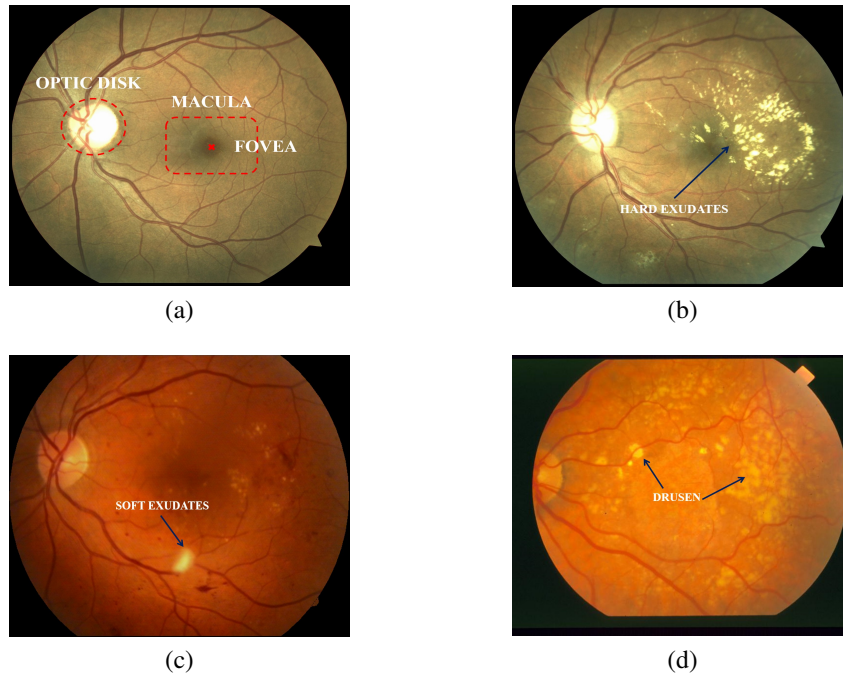 OPTIC DISK
MACULA
FOVEA
HARD EXUDATES
(a)
(b)
SOFT EXUDATES
DRUSEN
(c)
(d)